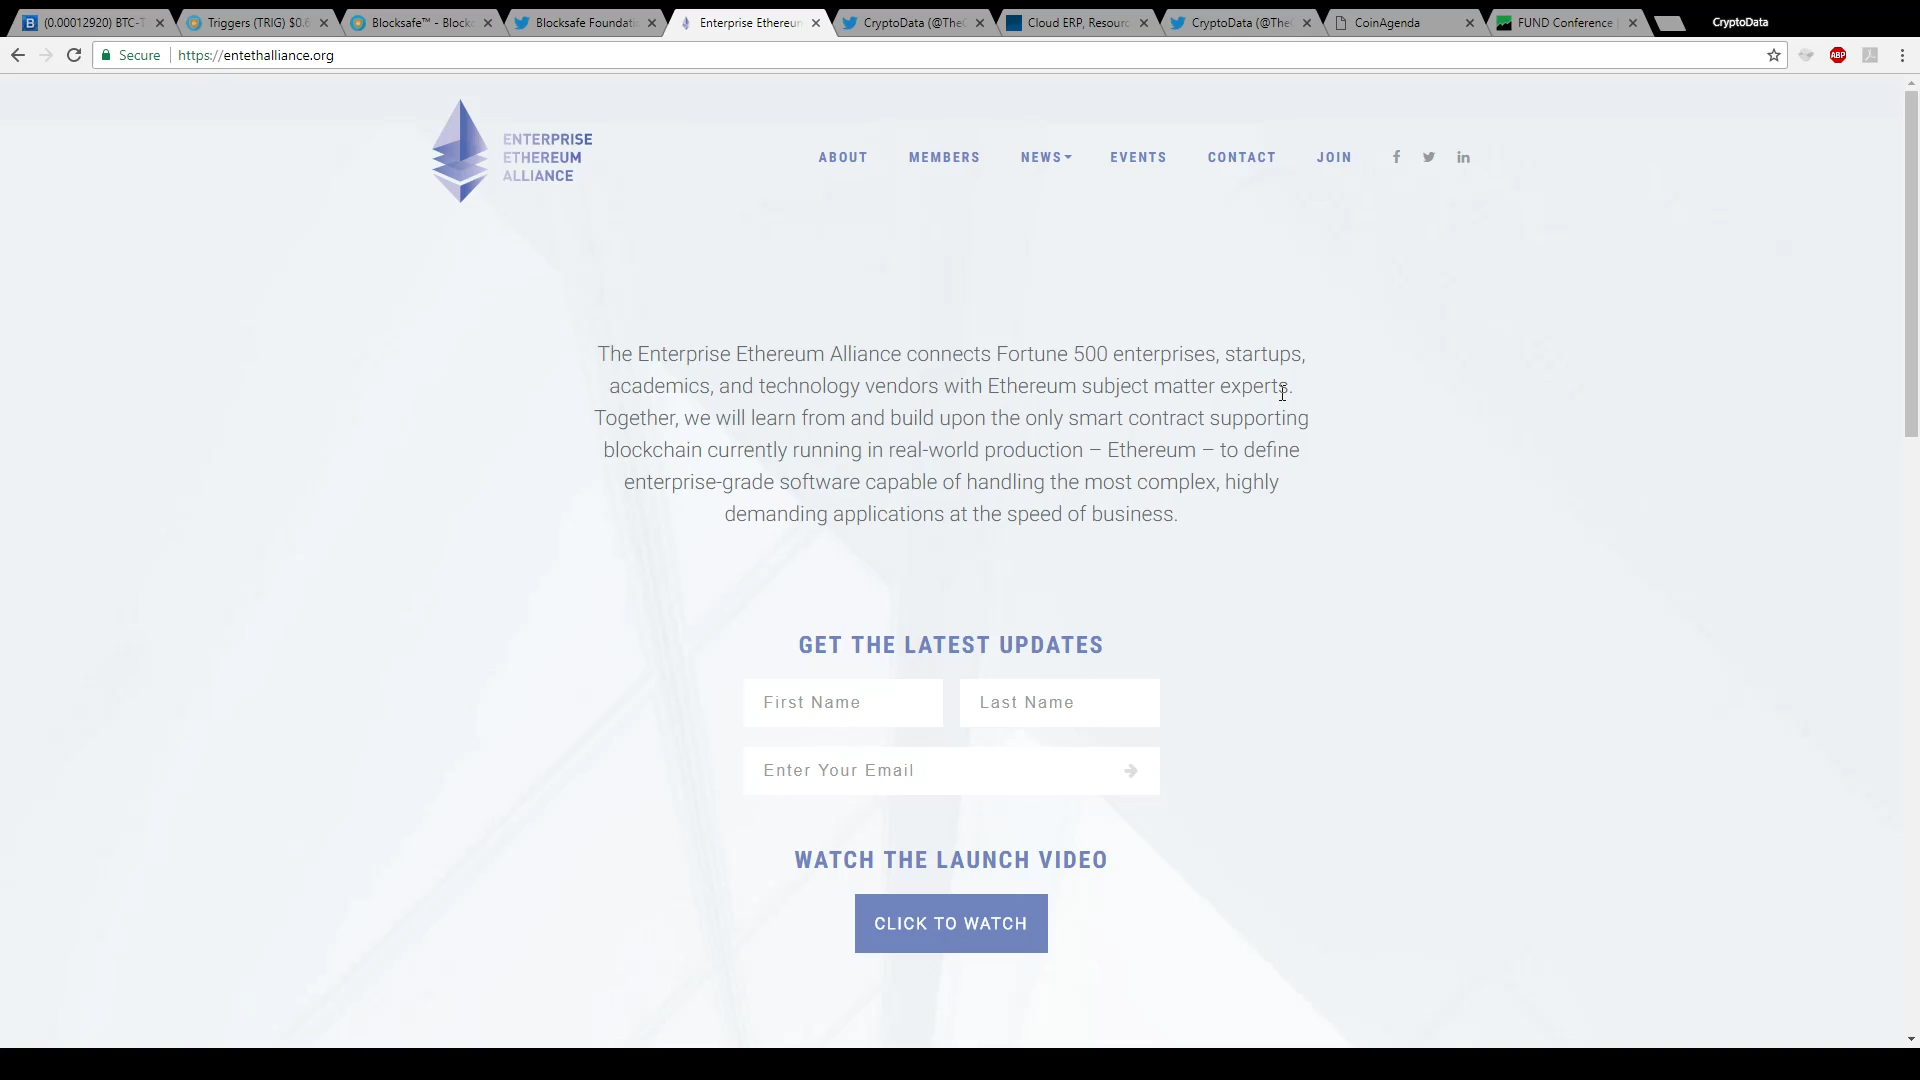 (0.00012920) BTC-T
Triggers (TRIG) $0.6
Blocksafe™ - Block
Blocksafe Foundati
Enterprise Ethereum
CryptoData (@TheC
Cloud ERP, Resourc
CryptoData (@TheC
CoinAgenda
FUND Conference
CryptoData
Secure
https://entethalliance.org
ABP
ENTERPRISE
ETHEREUM
ALLIANCE
ABOUT
MEMBERS
NEWS
EVENTS
CONTACT
JOIN
The Enterprise Ethereum Alliance connects Fortune 500 enterprises, startups,
academics, and technology vendors with Ethereum subject matter experts.
Together, we will learn from and build upon the only smart contract supporting
blockchain currently running in real-world production – Ethereum – to define
enterprise-grade software capable of handling the most complex, highly
demanding applications at the speed of business.
GET THE LATEST UPDATES
First Name
Last Name
Enter Your Email
WATCH THE LAUNCH VIDEO
CLICK TO WATCH